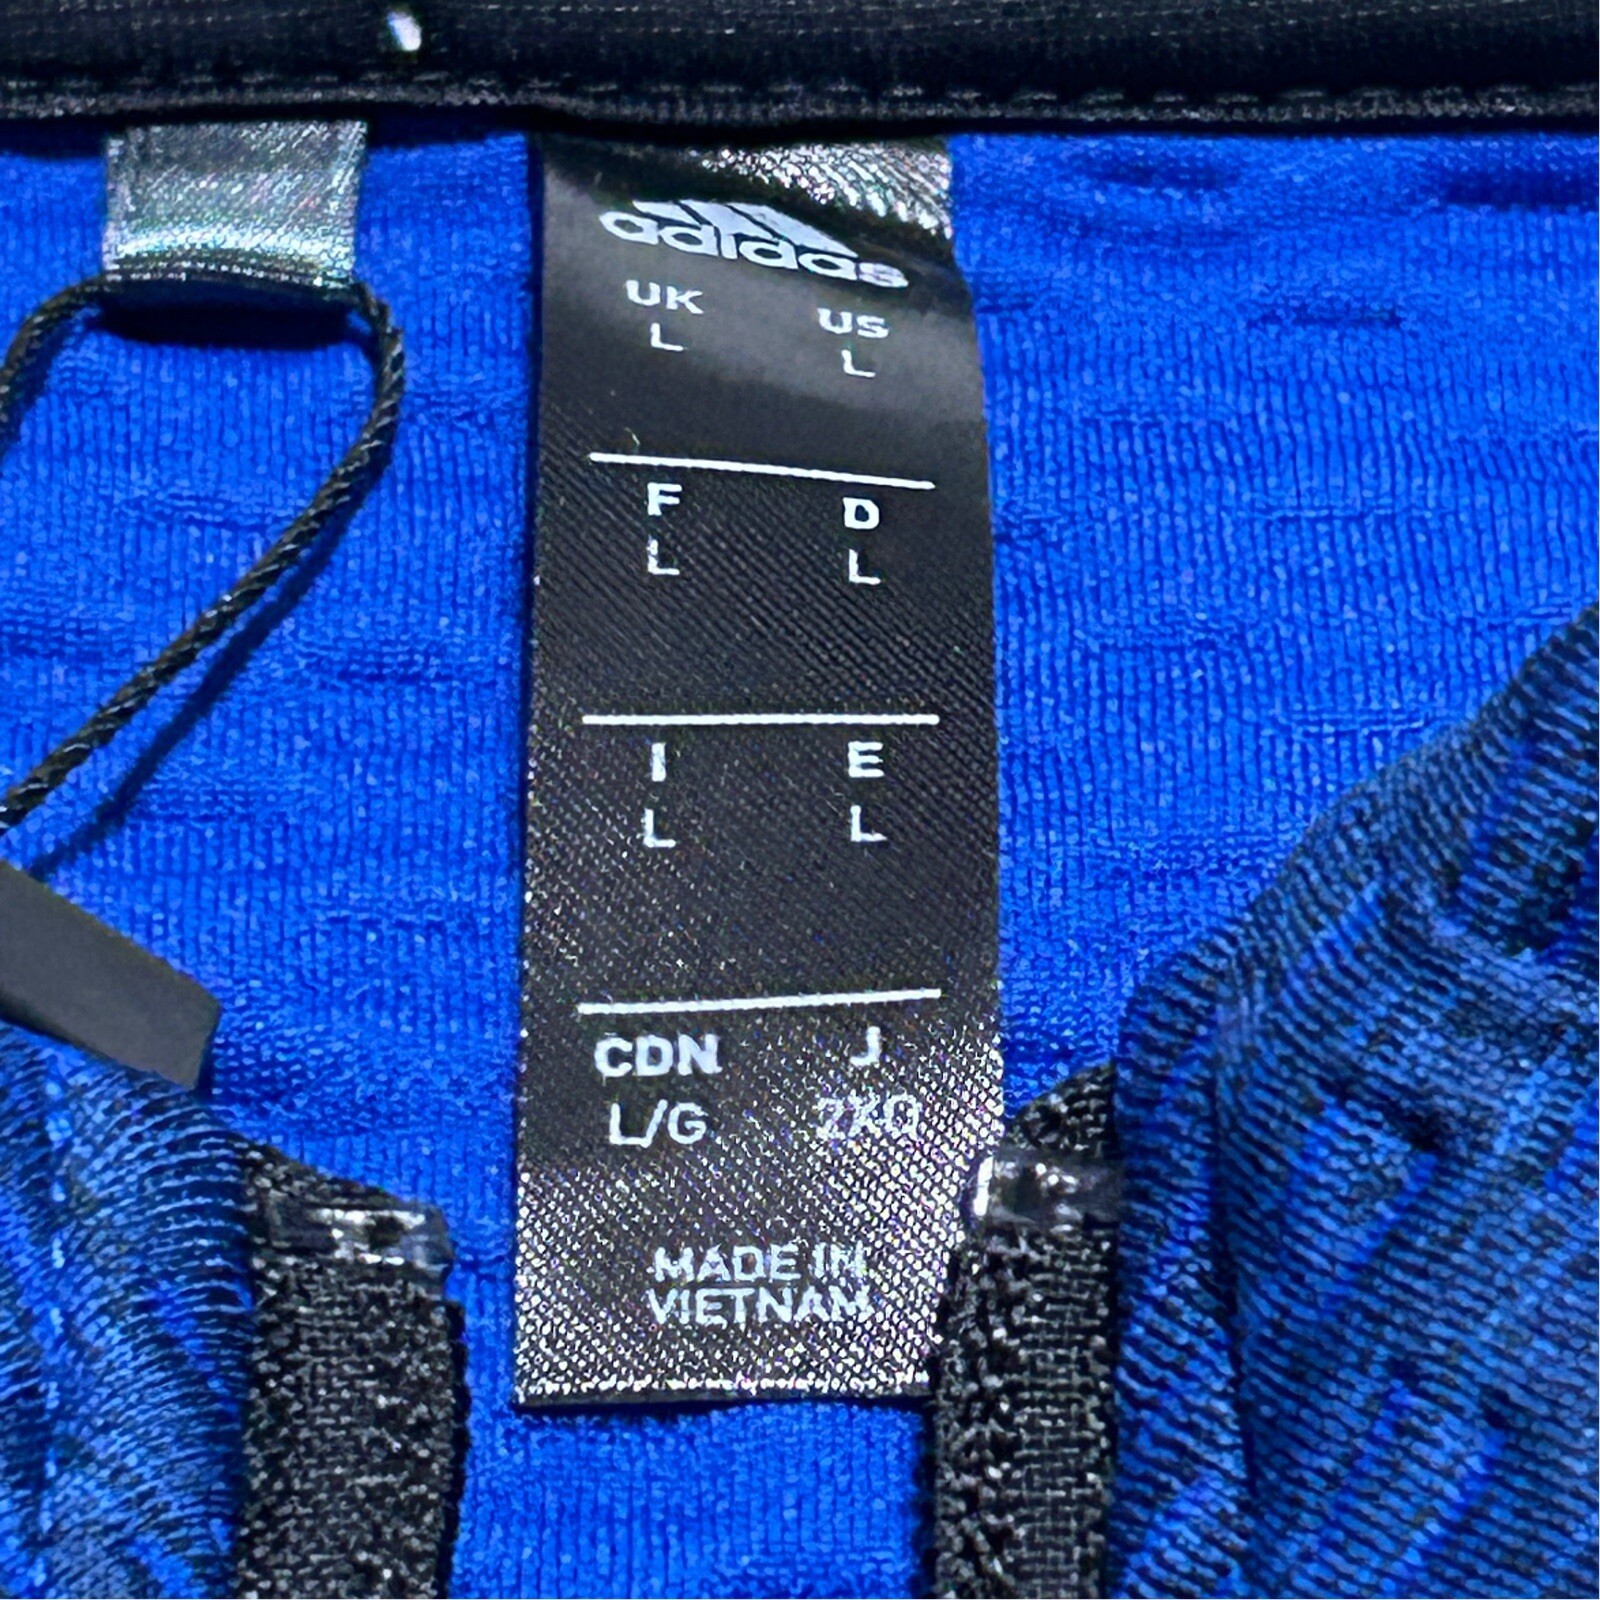 adidas
UK US
L L
F D
L L
I E
L L
CDN J
L/G 2XO
MADE IN
VIETNAM